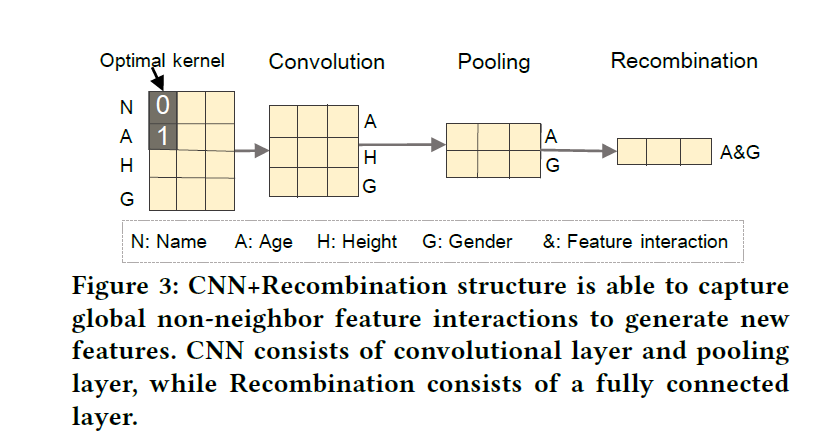 Optimal kernel Convolution Pooling Recombination
N 0
A 1
H
G
A
H
G
A
G
A&G
N: Name A: Age H: Height G: Gender &: Feature interaction
Figure 3: CNN+Recombination structure is able to capture
global non-neighbor feature interactions to generate new
features. CNN consists of convolutional layer and pooling
layer, while Recombination consists of a fully connected
layer.